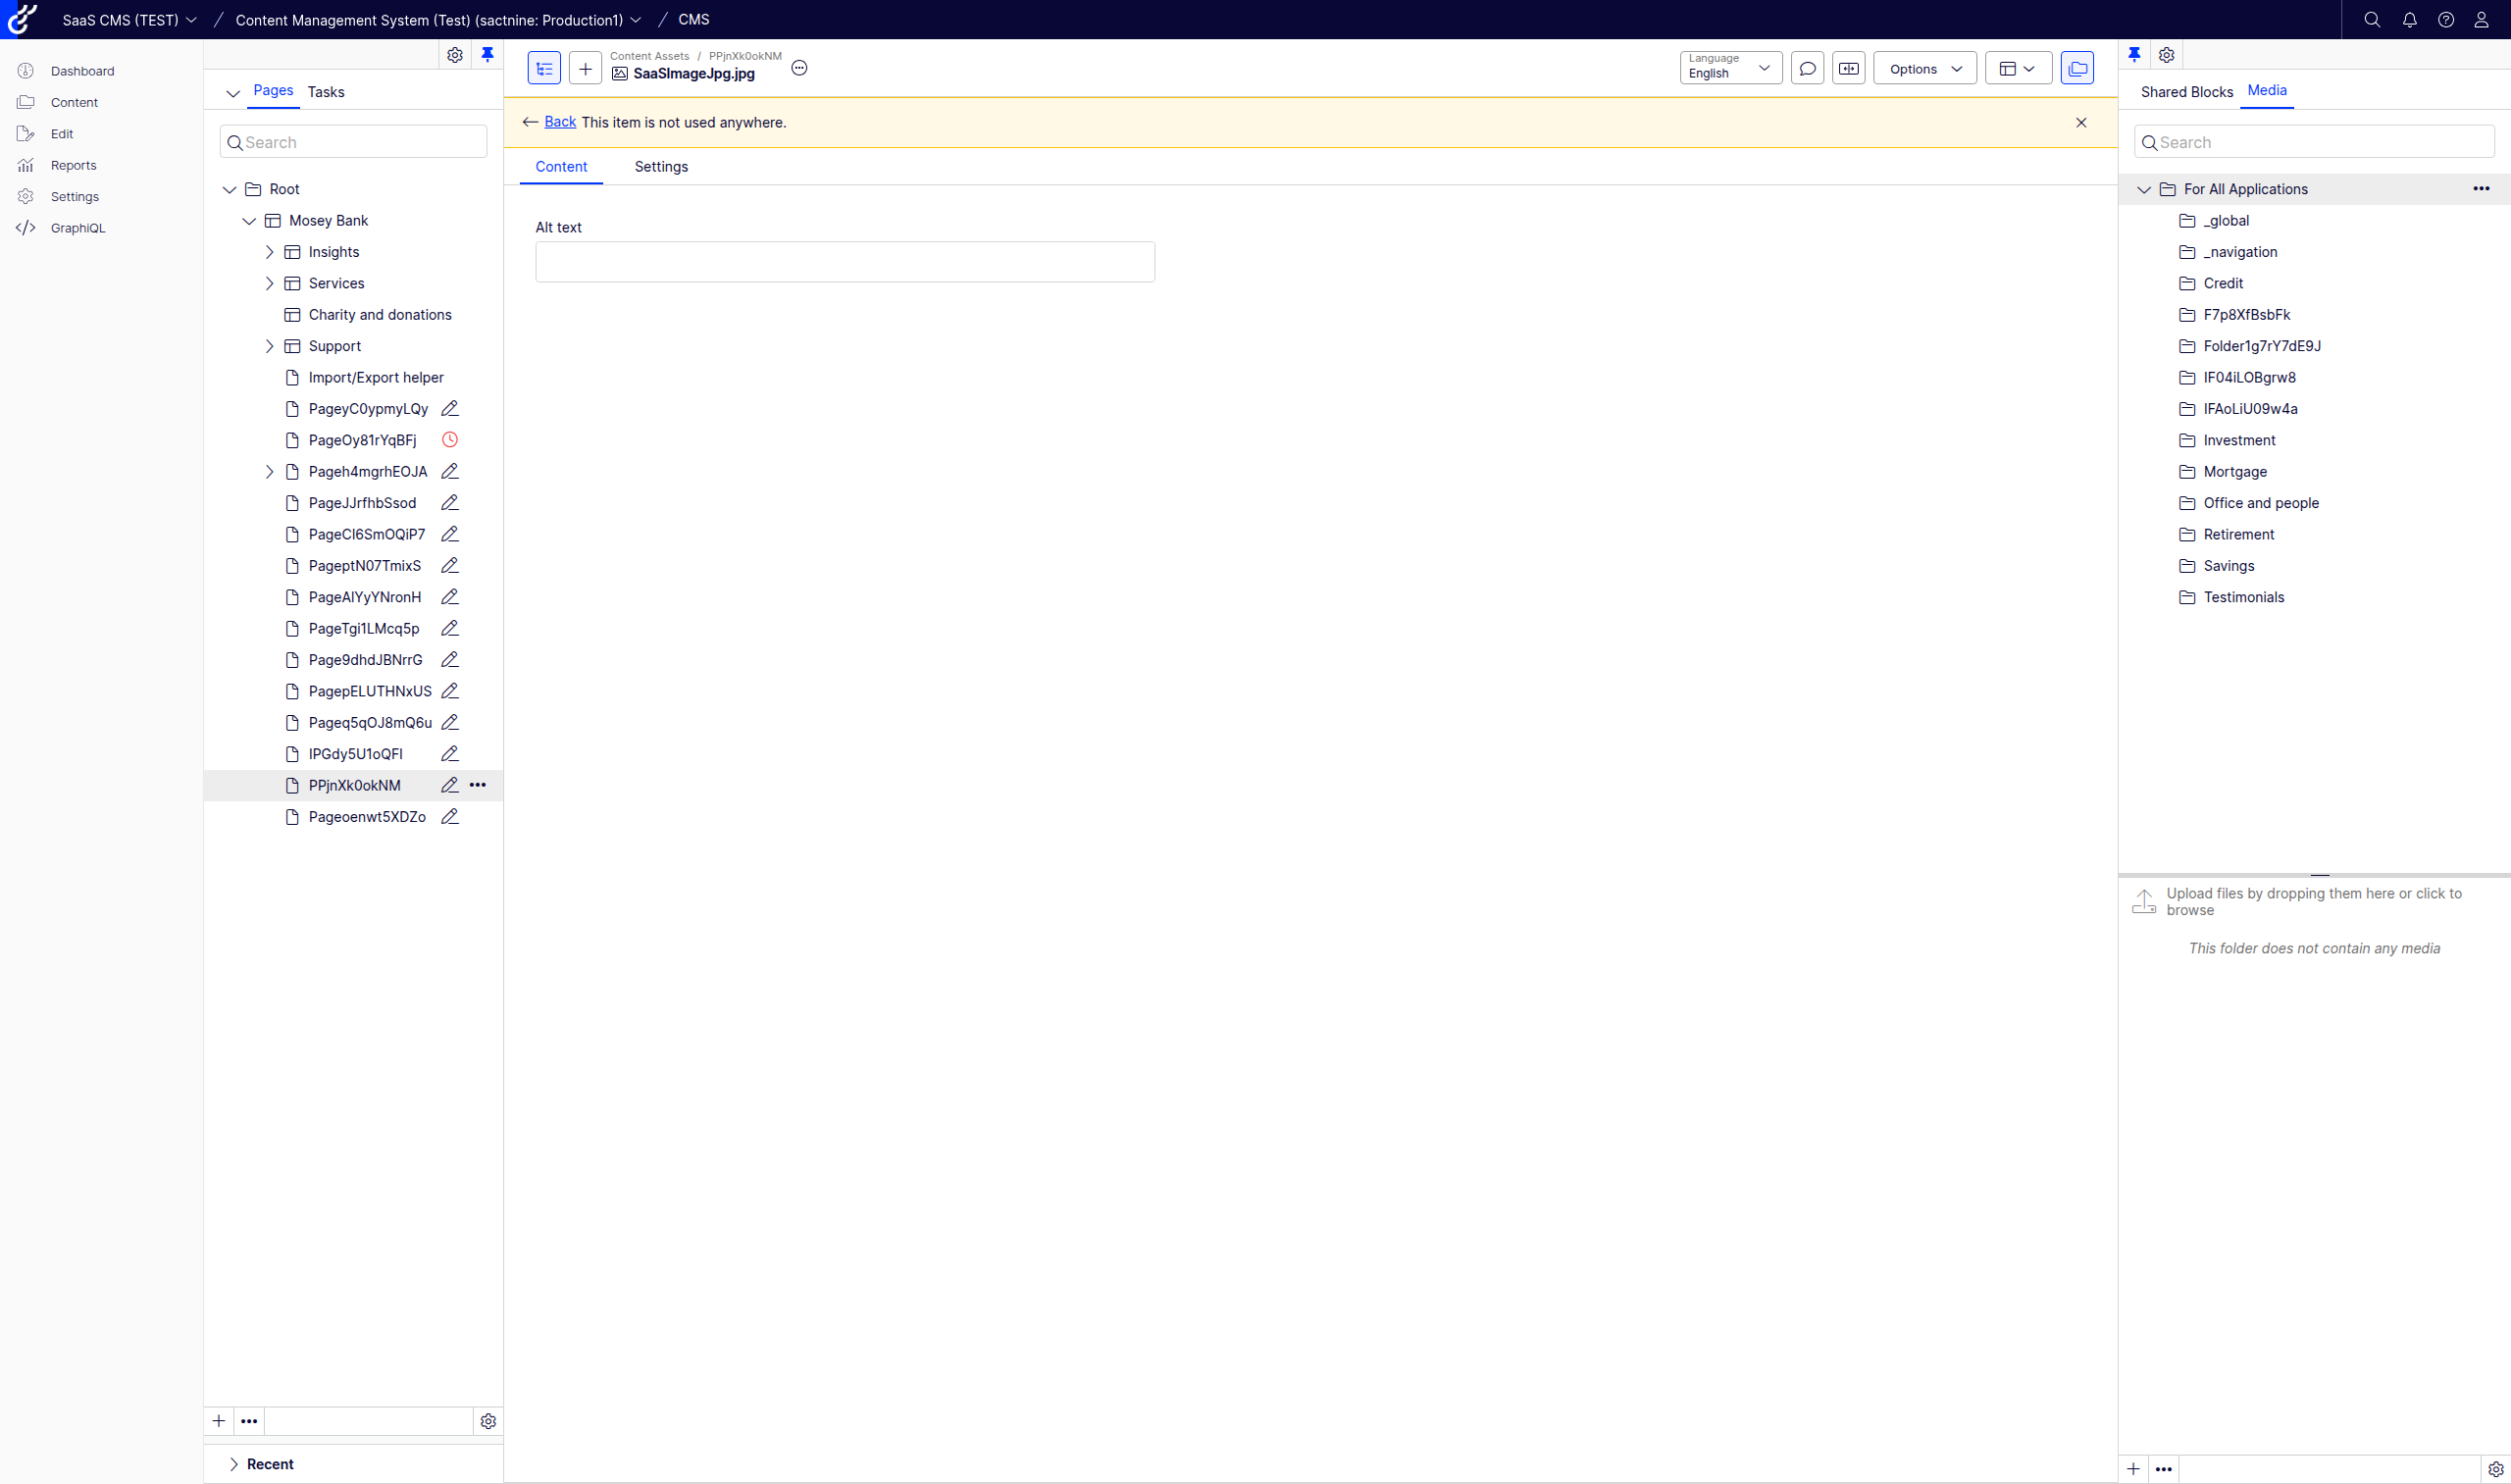 SaaS CMS (TEST) / Content Management System (Test) (sactnine: Production1) / CMS
Dashboard
Content
Edit
Reports
Settings
GraphiQL
Pages Tasks
Search
Root
Mosey Bank
Insights
Services
Charity and donations
Support
Import/Export helper
PageyC0ypmyLQy
PageOy81rYqBFj
Pageh4mgrhEOJA
PageJJrfhbSsod
PageCl6SmOQiP7
PageptN07TmixS
PageAlYyYNronH
PageTgi1LMcq5p
Page9dhdJBNrrG
PagepELUTHNxUS
Pageq5qOJ8mQ6u
IPGdy5U1oQFl
PPjnXk0okNM
Pageoenwt5XDZo
Recent
Content Assets / PPjnXk0okNM
SaaSImageJpg.jpg
Language
English
Options
Back This item is not used anywhere.
Content Settings
Alt text
Shared Blocks Media
Search
For All Applications
_global
_navigation
Credit
F7p8XfBsbFk
Folder1g7rY7dE9J
IF04iLOBgrw8
IFAoLiU09w4a
Investment
Mortgage
Office and people
Retirement
Savings
Testimonials
Upload files by dropping them here or click to
browse
This folder does not contain any media